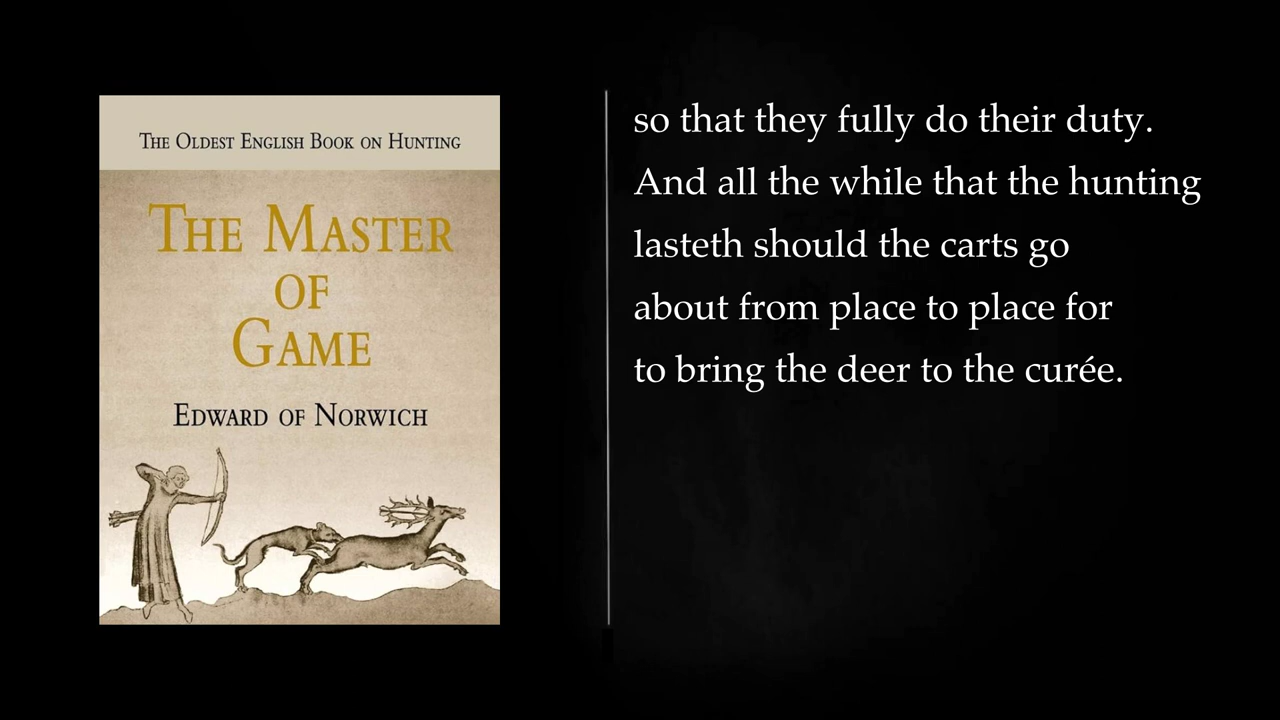 The Oldest English Book on Hunting
The Master
of
Game
Edward of Norwich
so that they fully do their duty.
And all the while that the hunting
lasteth should the carts go
about from place to place for
to bring the deer to the curée.